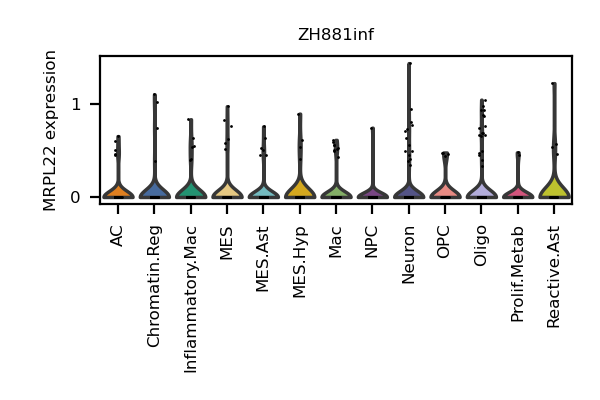 ZH881inf
MRPL22 expression
1
0
AC
Chromatin.Reg
Inflammatory.Mac
MES
MES.Ast
MES.Hyp
Mac
NPC
Neuron
OPC
Oligo
Prolif.Metab
Reactive.Ast